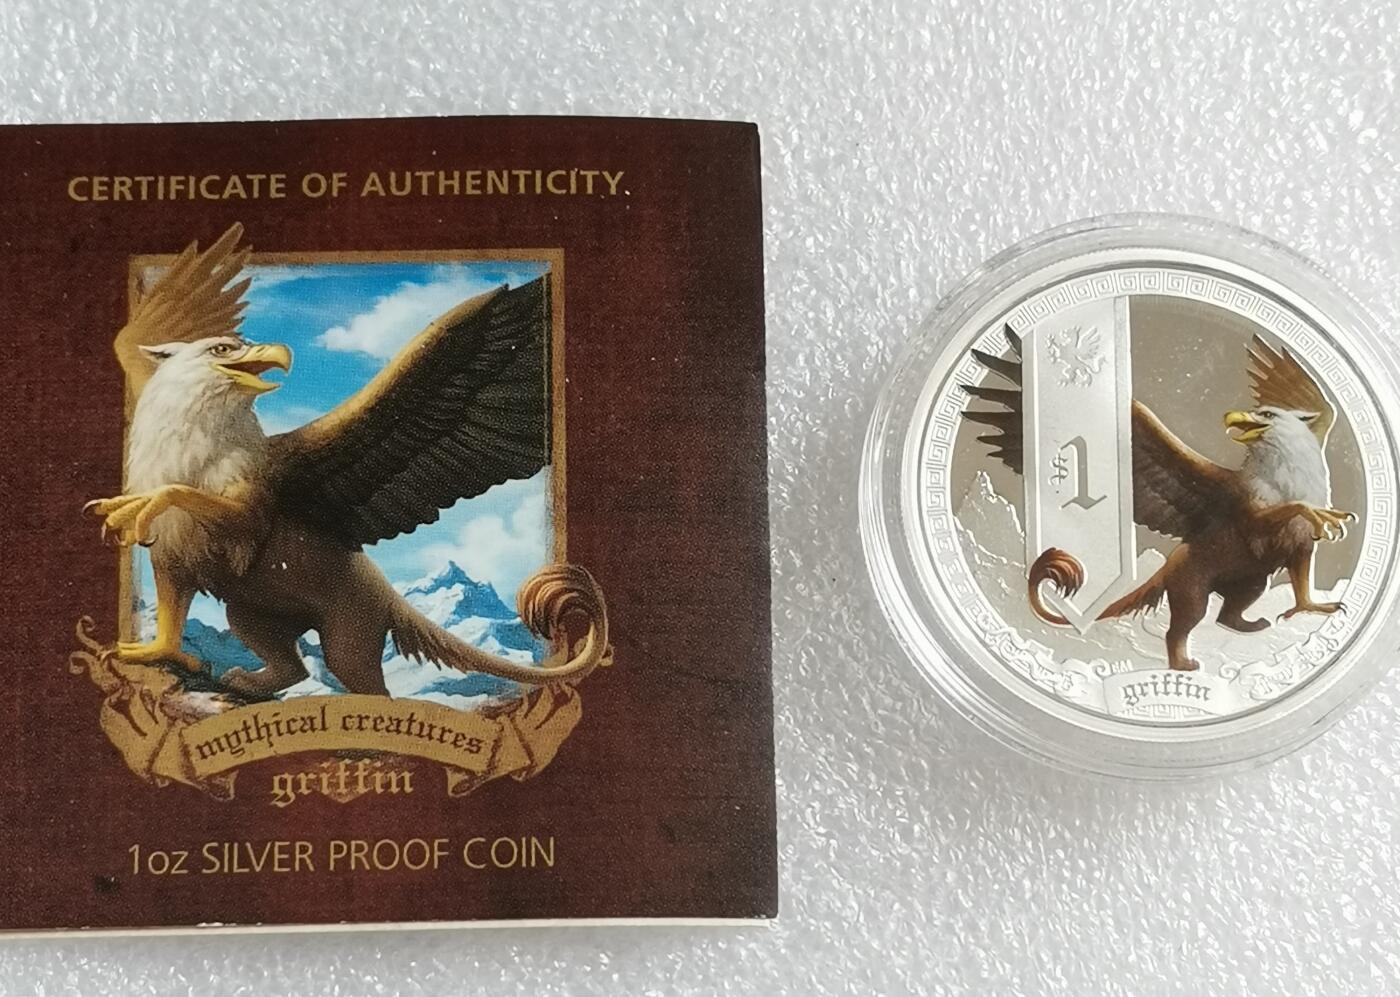 CERTIFICATE OF AUTHENTICITY
mythical creatures
griffin
1oz SILVER PROOF COIN
$1
griffin